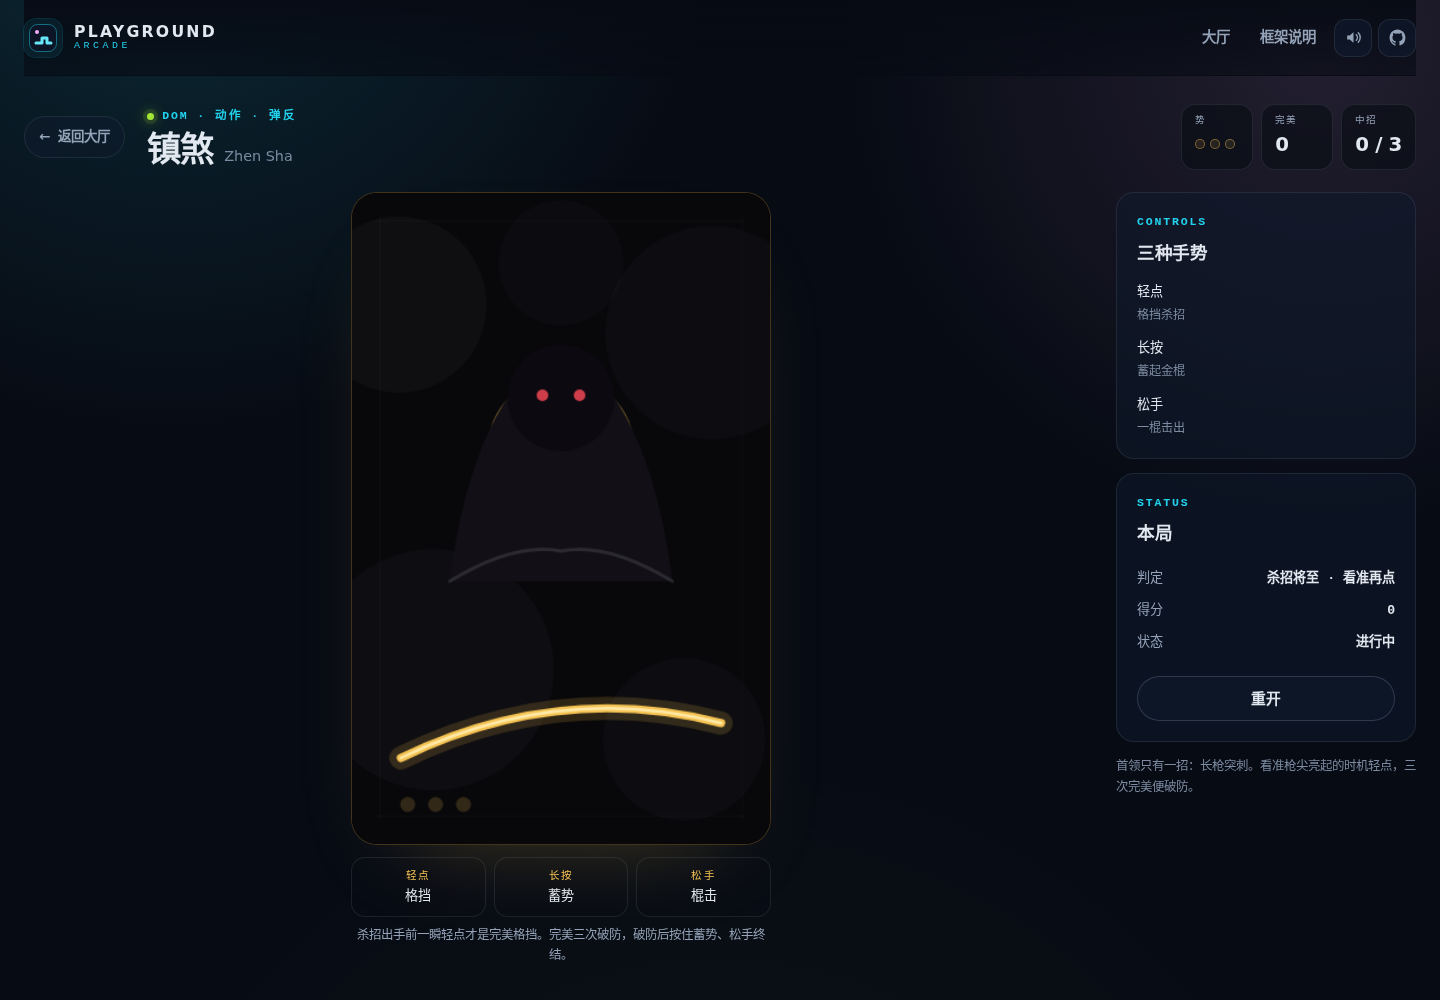 PLAYGROUND
ARCADE
大厅
框架说明
← 返回大厅
DOM · 动作 · 弹反
镇煞 Zhen Sha
势
完美
0
中招
0 / 3
CONTROLS
三种手势
轻点
格挡杀招
长按
蓄起金棍
松手
一棍击出
STATUS
本局
判定 杀招将至 · 看准再点
得分 0
状态 进行中
重开
首领只有一招：长枪突刺。看准枪尖亮起的时机轻点，三
次完美便破防。
轻点
格挡
长按
蓄势
松手
棍击
杀招出手前一瞬轻点才是完美格挡。完美三次破防，破防后按住蓄势、松手终
结。